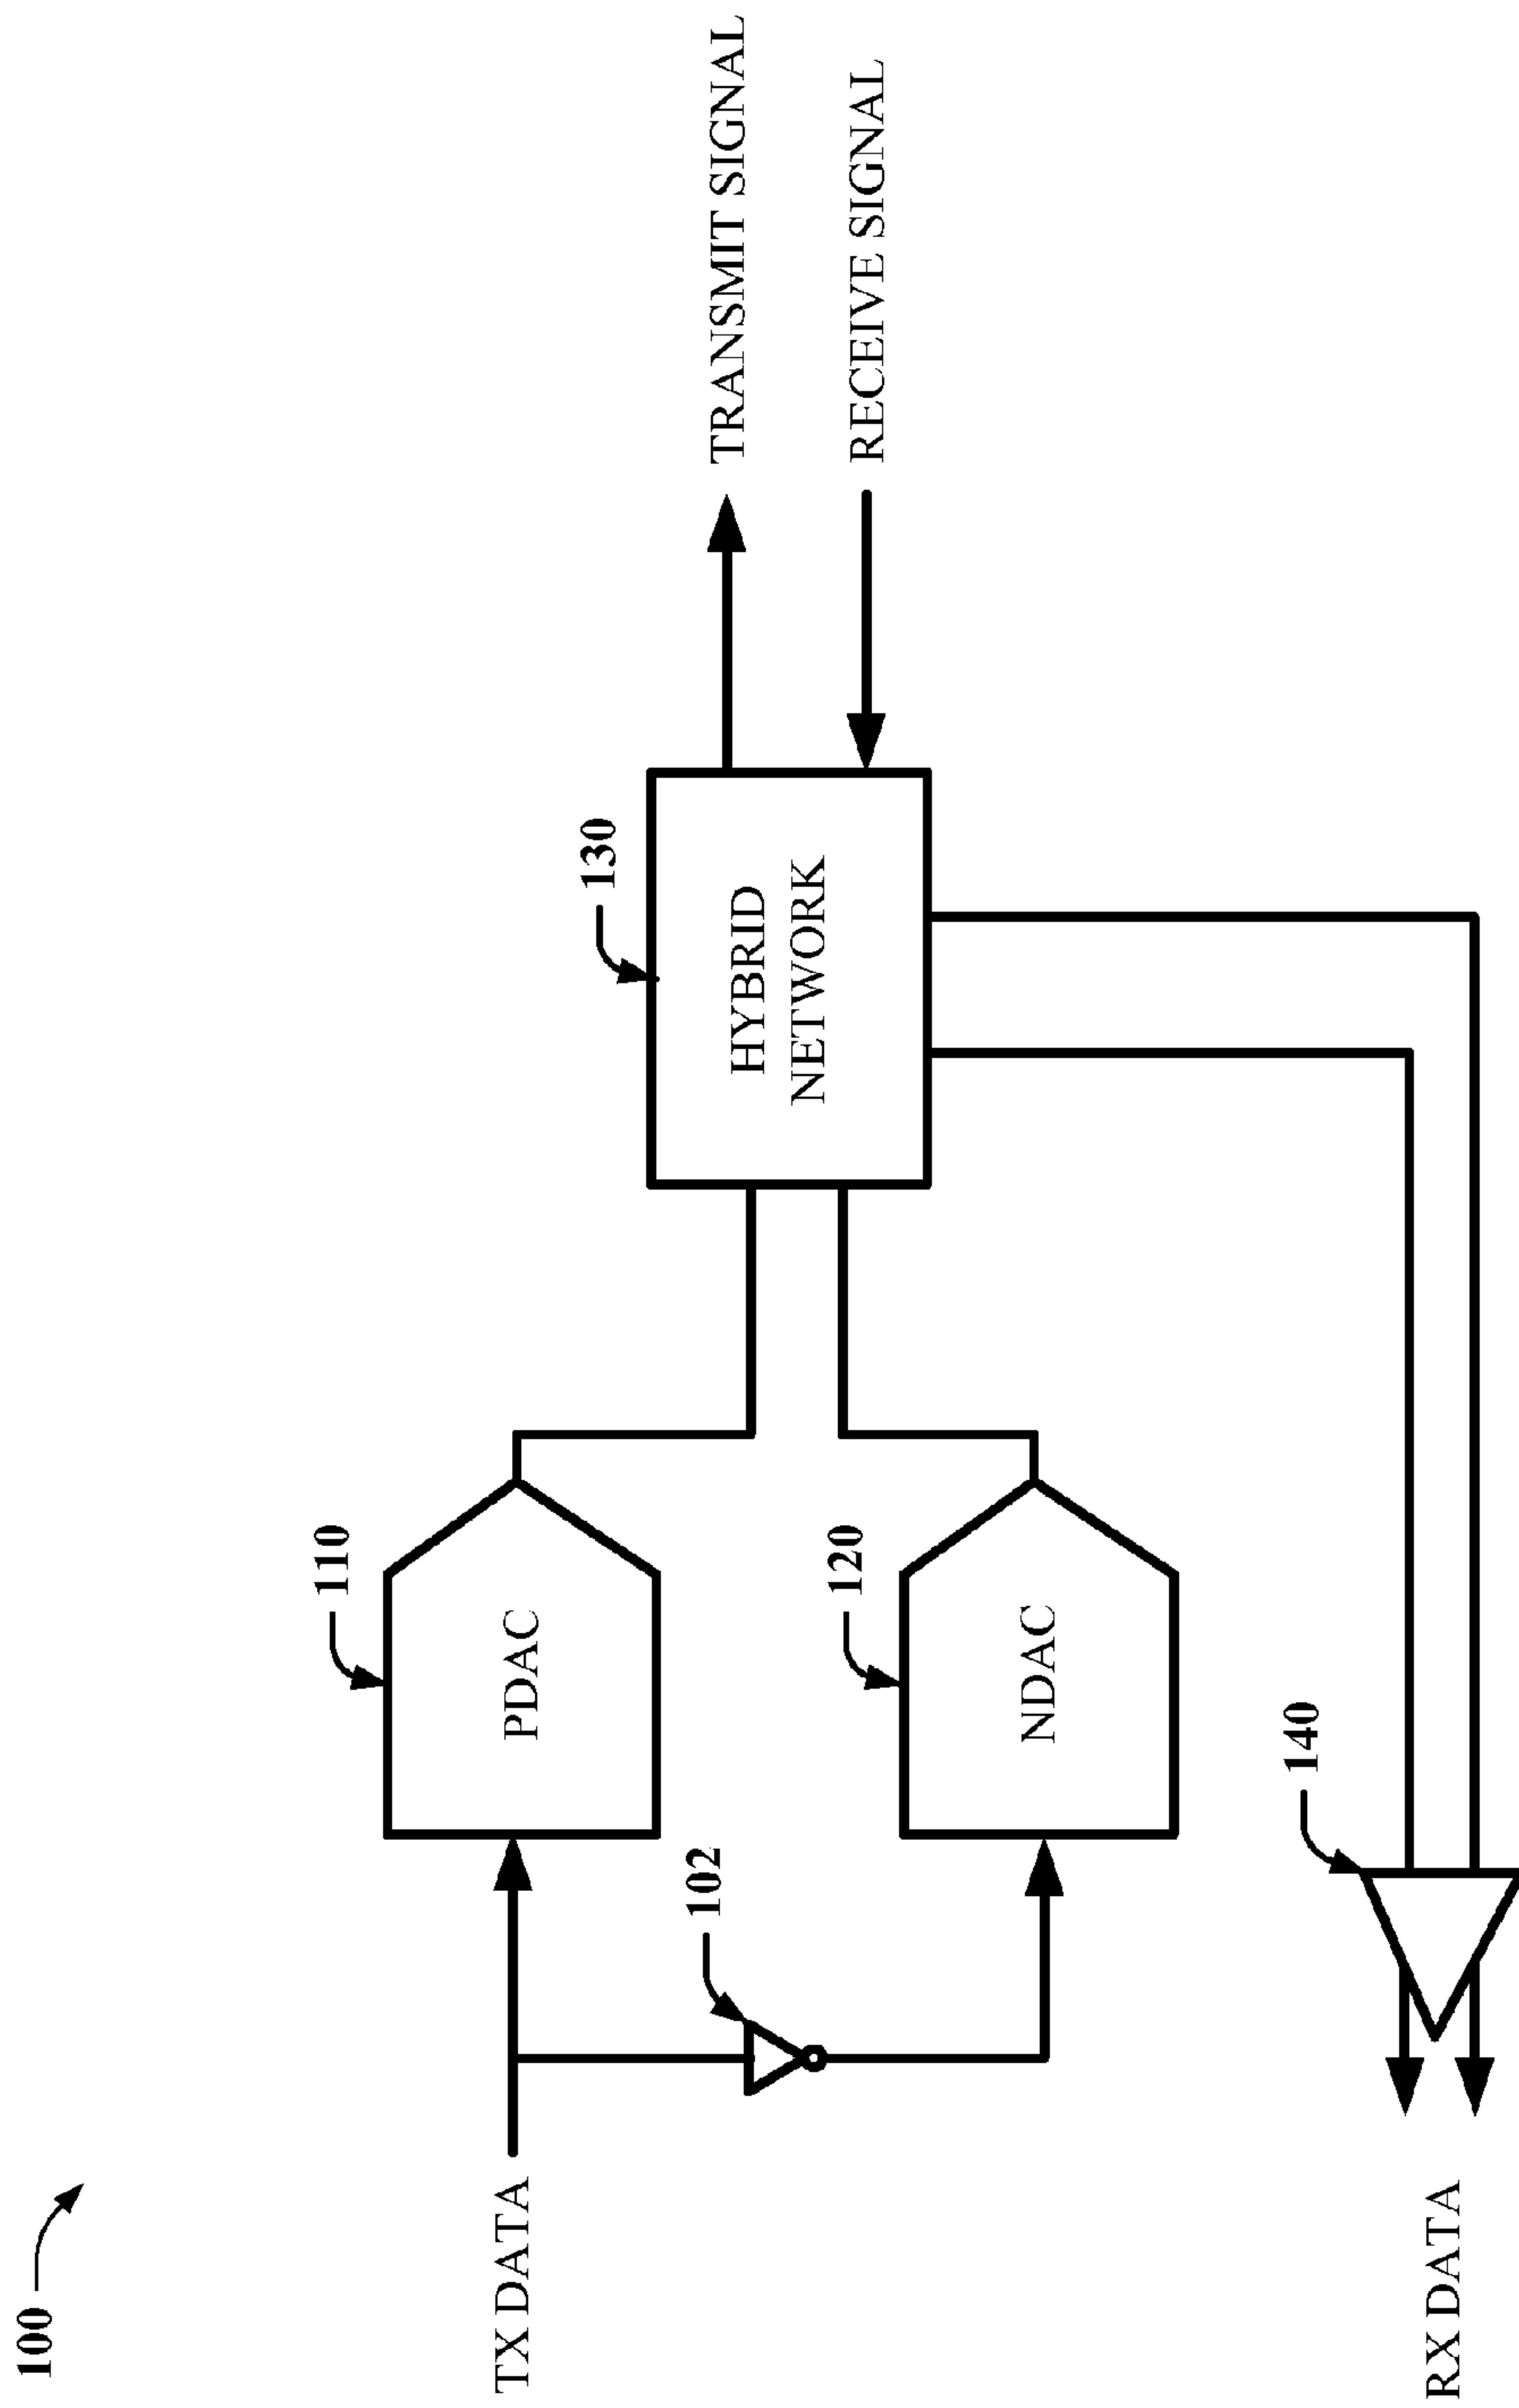 100
TX DATA
110
PDAC
102
120
NDAC
130
HYBRID
NETWORK
TRANSMIT SIGNAL
RECEIVE SIGNAL
140
RX DATA